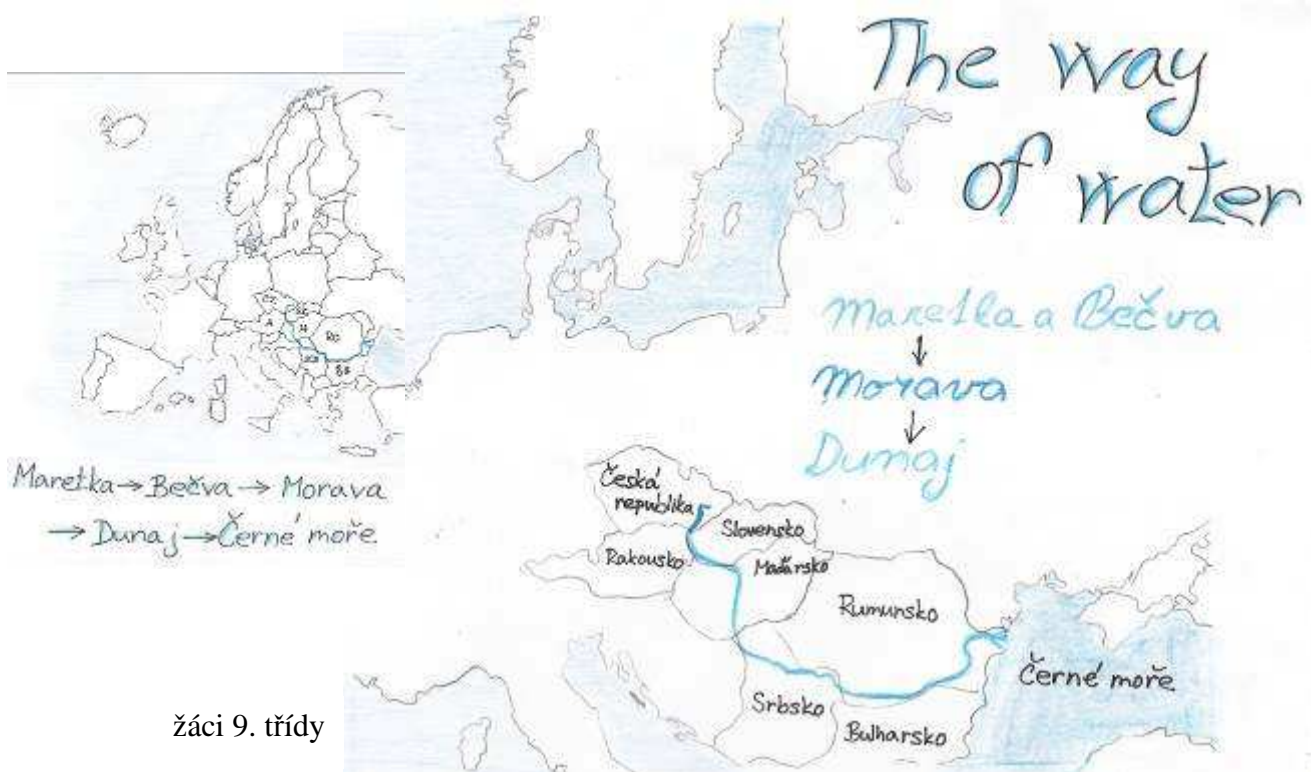 The way
of water
Maretka a Bečva
↓
Morava
↓
Dunaj
Maretka → Bečva → Morava
→ Dunaj → Černé moře
A
H
Ro
Česká
republika
Slovensko
Rakousko
Maďarsko
Rumunsko
Černé moře
Srbsko
Bulharsko
žáci 9. třídy